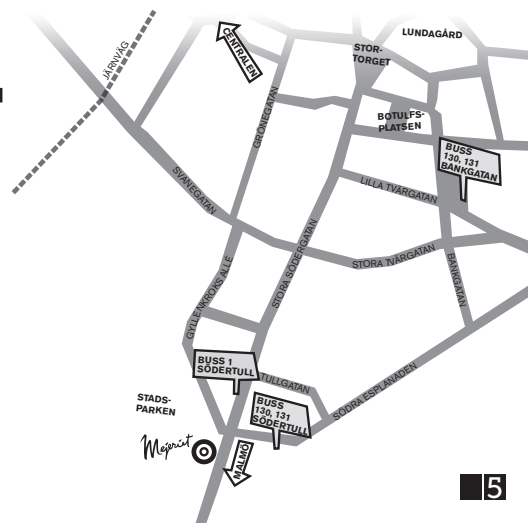 LUNDAGÅRD
CENTRALEN
STOR-
TORGET
JÄRNVÄG
BOTULFS-
PLATSEN
GRÖNEGATAN
BUSS
130, 131
BANKGATAN
SVANEGATAN
LILLA TVÄRGATAN
STORA SÖDERGATAN
STORA TVÄRGATAN
BANKGATAN
GYLLENKROKS ALLÉ
BUSS 1
SÖDERTULL
TULLGATAN
SÖDRA ESPLANADEN
STADS-
PARKEN
BUSS
130, 131
SÖDERTULL
Mejeriet
MALMÖ
5